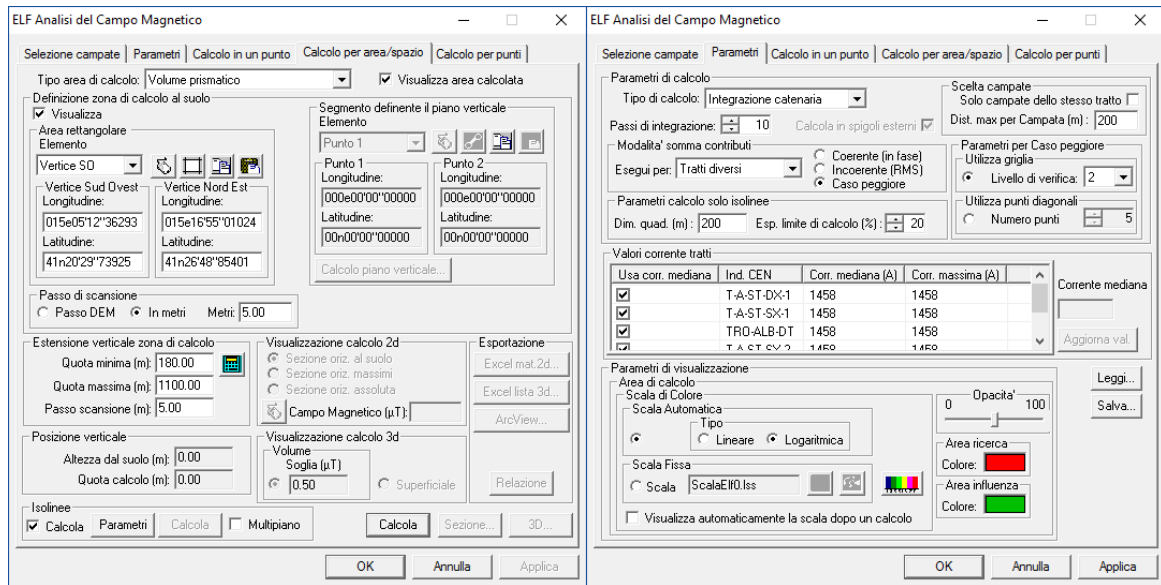 ELF Analisi del Campo Magnetico
Selezione campate Parametri Calcolo in un punto Calcolo per area/spazio Calcolo per punti
Tipo area di calcolo: Volume prismatico Visualizza area calcolata
Definizione zona di calcolo al suolo
Visualizza
Area rettangolare
Elemento
Vertice SO
Vertice Sud Ovest
Longitudine:
015e05'12''36293
Latitudine:
41n20'29''73925
Vertice Nord Est
Longitudine:
015e16'55''01024
Latitudine:
41n26'48''85401
Segmento definente il piano verticale
Elemento
Punto 1
Punto 1
Longitudine:
000e00'00''00000
Latitudine:
00n00'00''00000
Punto 2
Longitudine:
000e00'00''00000
Latitudine:
00n00'00''00000
Calcolo piano verticale...
Passo di scansione
Passo DEM In metri Metri: 5.00
Estensione verticale zona di calcolo
Quota minima (m): 180.00
Quota massima (m): 1100.00
Passo scansione (m): 5.00
Visualizzazione calcolo 2d
Sezione oriz. al suolo
Sezione oriz. massimi
Sezione oriz. assoluta
Campo Magnetico (µT):
Esportazione
Excel mat.2d...
Excel lista 3d...
ArcView...
Relazione
Posizione verticale
Altezza dal suolo (m): 0.00
Quota calcolo (m): 0.00
Visualizzazione calcolo 3d
Volume
Soglia (µT)
0.50
Superficiale
Isolinee
Calcola Parametri Calcola Multipiano
Calcola Sezione... 3D...
OK Annulla Applica
ELF Analisi del Campo Magnetico
Selezione campate Parametri Calcolo in un punto Calcolo per area/spazio Calcolo per punti
Parametri di calcolo
Tipo di calcolo: Integrazione catenaria
Passi di integrazione: 10 Calcola in spigoli esterni
Scelta campate
Solo campate dello stesso tratto
Dist. max per Campata (m) : 200
Modalita' somma contributi
Esegui per: Tratti diversi
Coerente (in fase)
Incoerente (RMS)
Caso peggiore
Parametri per Caso peggiore
Utilizza griglia
Livello di verifica: 2
Utilizza punti diagonali
Numero punti 5
Parametri calcolo solo isolinee
Dim. quad. (m) : 200 Esp. limite di calcolo (%) : 20
Valori corrente tratti
Usa corr. mediana Ind. CEN Corr. mediana (A) Corr. massima (A)
T-A-ST-DX-1 1458 1458
T-A-ST-SX-1 1458 1458
TRO-ALB-DT 1458 1458
T-A-ST-SX-2 1458 1458
Corrente mediana
Aggiorna val.
Parametri di visualizzazione
Area di calcolo
Scala di Colore
Scala Automatica
Tipo
Lineare Logaritmica
Scala Fissa
Scala ScalaElf0.lss
Visualizza automaticamente la scala dopo un calcolo
Opacita'
0 100
Area ricerca
Colore:
Area influenza
Colore:
Leggi...
Salva...
OK Annulla Applica